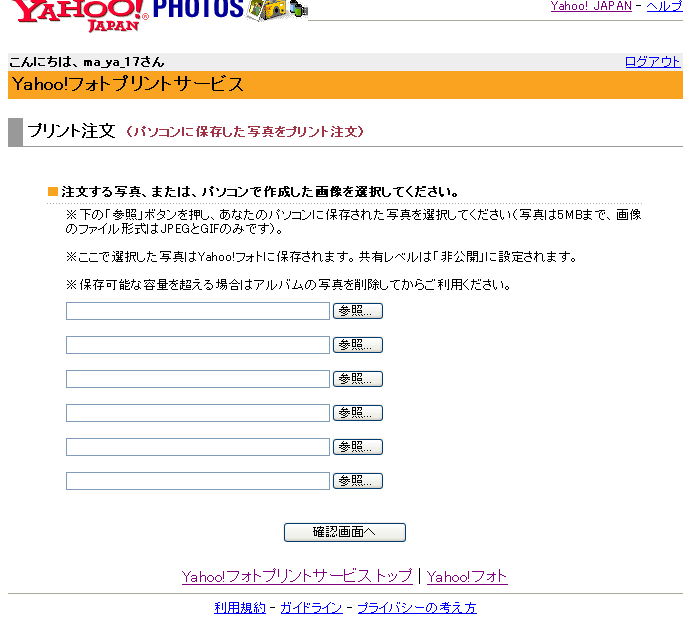 YAHOO! PHOTOS
JAPAN
Yahoo! JAPAN - ヘルプ
こんにちは、ma_ya_17さん
ログアウト
Yahoo!フォトプリントサービス
プリント注文 (パソコンに保存した写真をプリント注文)
注文する写真、または、パソコンで作成した画像を選択してください。
※下の「参照」ボタンを押し、あなたのパソコンに保存された写真を選択してください(写真は5MBまで、画像
のファイル形式はJPEGとGIFのみです)。
※ここで選択した写真はYahoo!フォトに保存されます。共有レベルは「非公開」に設定されます。
※保存可能な容量を超える場合はアルバムの写真を削除してからご利用ください。
参照...
参照...
参照...
参照...
参照...
参照...
確認画面へ
Yahoo!フォトプリントサービストップ | Yahoo!フォト
利用規約 - ガイドライン - プライバシーの考え方